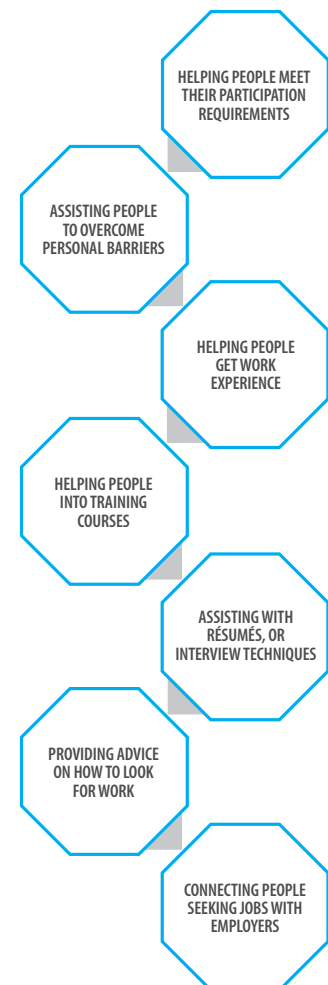 HELPING PEOPLE MEET
THEIR PARTICIPATION
REQUIREMENTS
ASSISTING PEOPLE
TO OVERCOME
PERSONAL BARRIERS
HELPING PEOPLE
GET WORK
EXPERIENCE
HELPING PEOPLE
INTO TRAINING
COURSES
ASSISTING WITH
RÉSUMÉS, OR
INTERVIEW TECHNIQUES
PROVIDING ADVICE
ON HOW TO LOOK
FOR WORK
CONNECTING PEOPLE
SEEKING JOBS WITH
EMPLOYERS